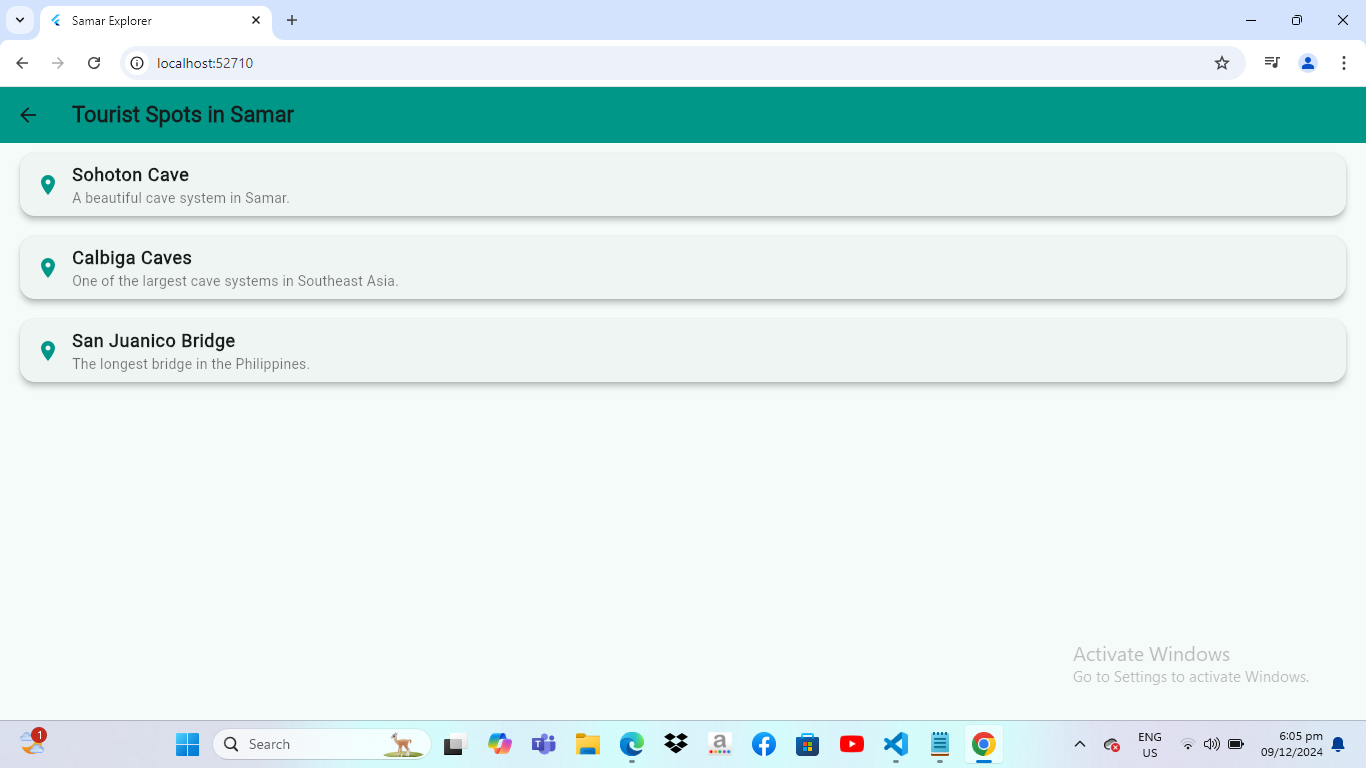 Samar Explorer
localhost:52710
Tourist Spots in Samar
Sohoton Cave
A beautiful cave system in Samar.
Calbiga Caves
One of the largest cave systems in Southeast Asia.
San Juanico Bridge
The longest bridge in the Philippines.
Activate Windows
Go to Settings to activate Windows.
1
Search
a
ENG
US
6:05 pm
09/12/2024